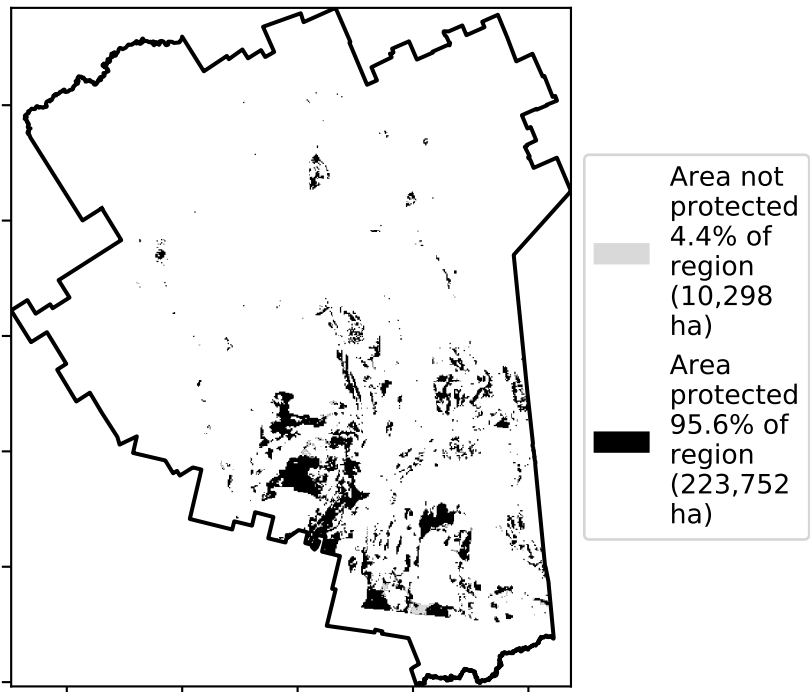 Area not
protected
4.4% of
region
(10,298
ha)
Area
protected
95.6% of
region
(223,752
ha)